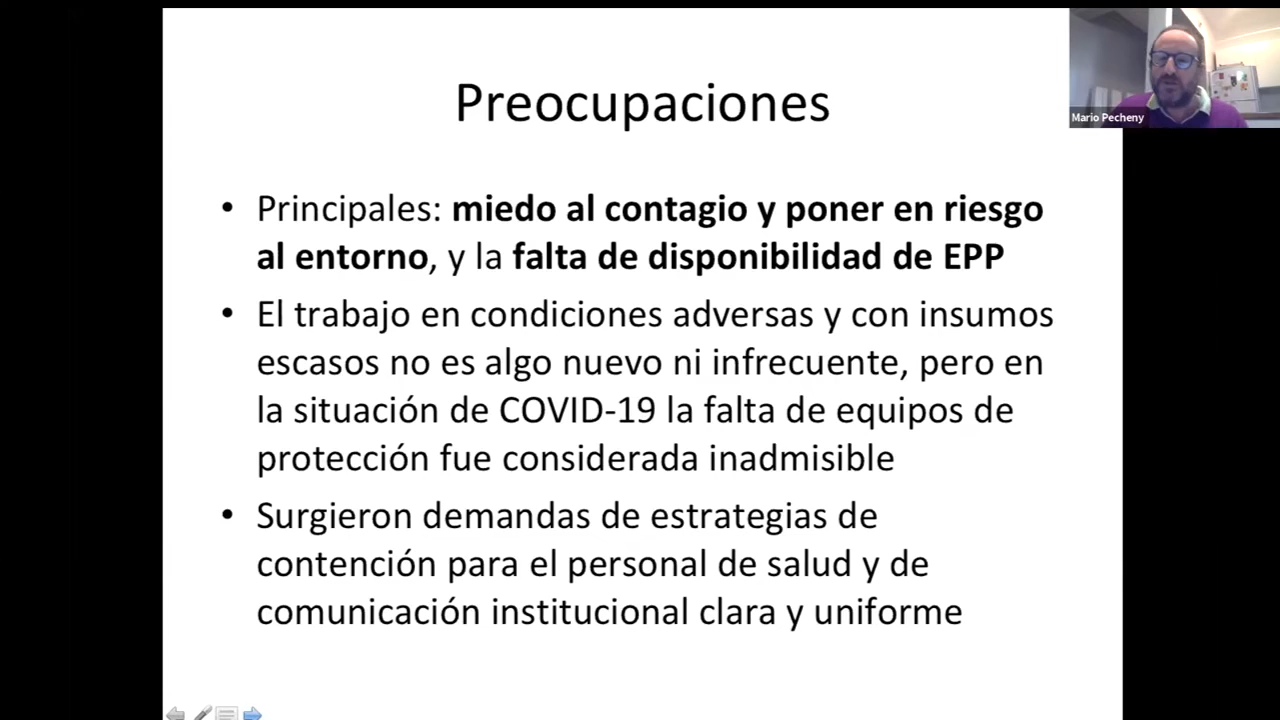 Preocupaciones
Mario Pecheny
• Principales: miedo al contagio y poner en riesgo
al entorno, y la falta de disponibilidad de EPP
• El trabajo en condiciones adversas y con insumos
escasos no es algo nuevo ni infrecuente, pero en
la situación de COVID-19 la falta de equipos de
protección fue considerada inadmisible
• Surgieron demandas de estrategias de
contención para el personal de salud y de
comunicación institucional clara y uniforme